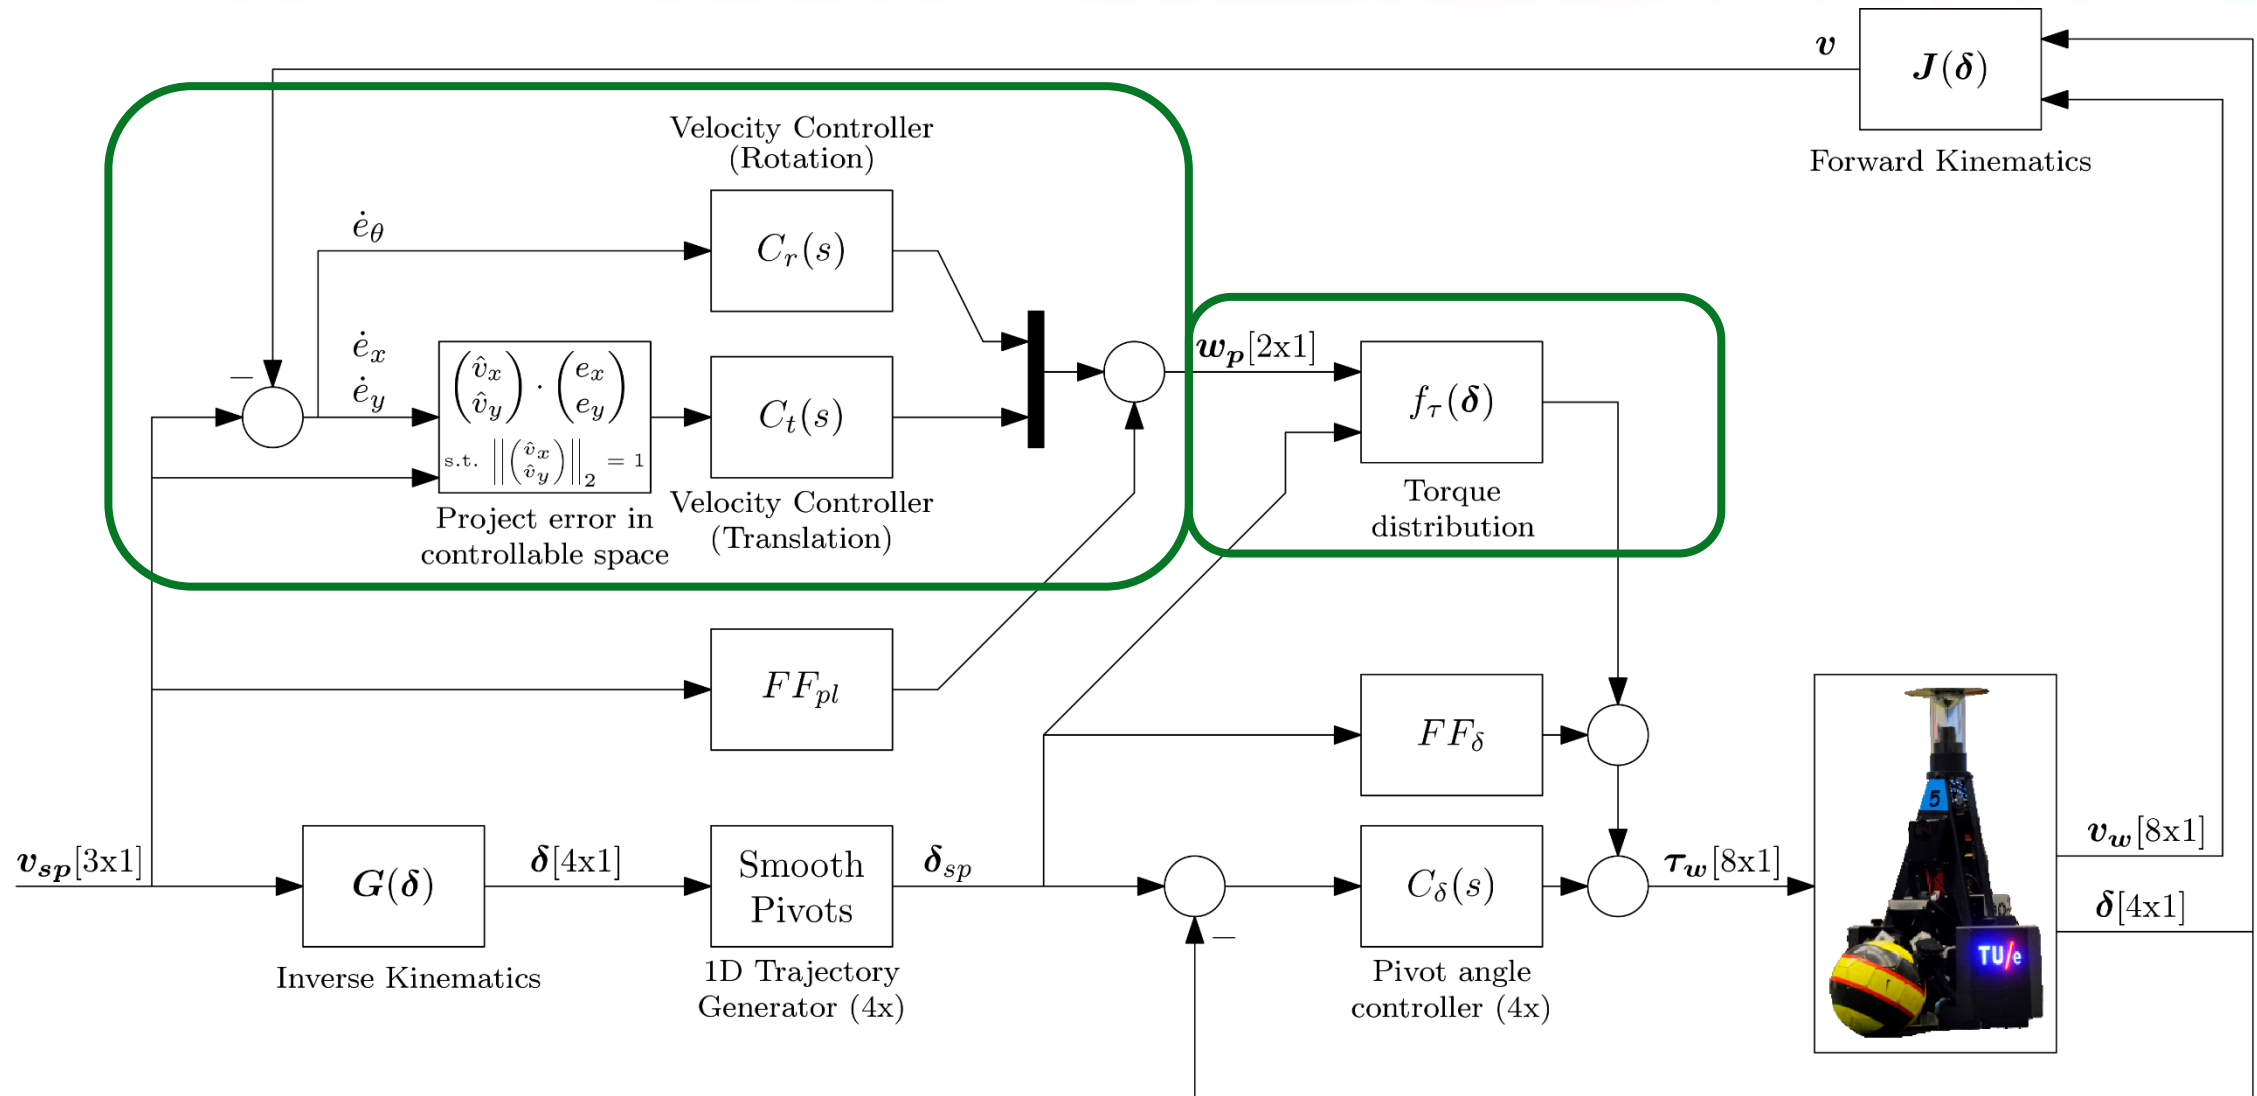 v
J(δ)
Forward Kinematics
Velocity Controller
(Rotation)
ė_θ
C_r(s)
ė_x
ė_y
−
(v̂_x v̂_y) · (e_x e_y)
s.t. ||(v̂_x v̂_y)||_2 = 1
Project error in
controllable space
C_t(s)
Velocity Controller
(Translation)
w_p[2x1]
f_τ(δ)
Torque
distribution
FF_pl
FF_δ
v_sp[3x1]
G(δ)
Inverse Kinematics
δ[4x1]
Smooth
Pivots
1D Trajectory
Generator (4x)
δ_sp
−
C_δ(s)
Pivot angle
controller (4x)
τ_w[8x1]
5
TU/e
v_w[8x1]
δ[4x1]